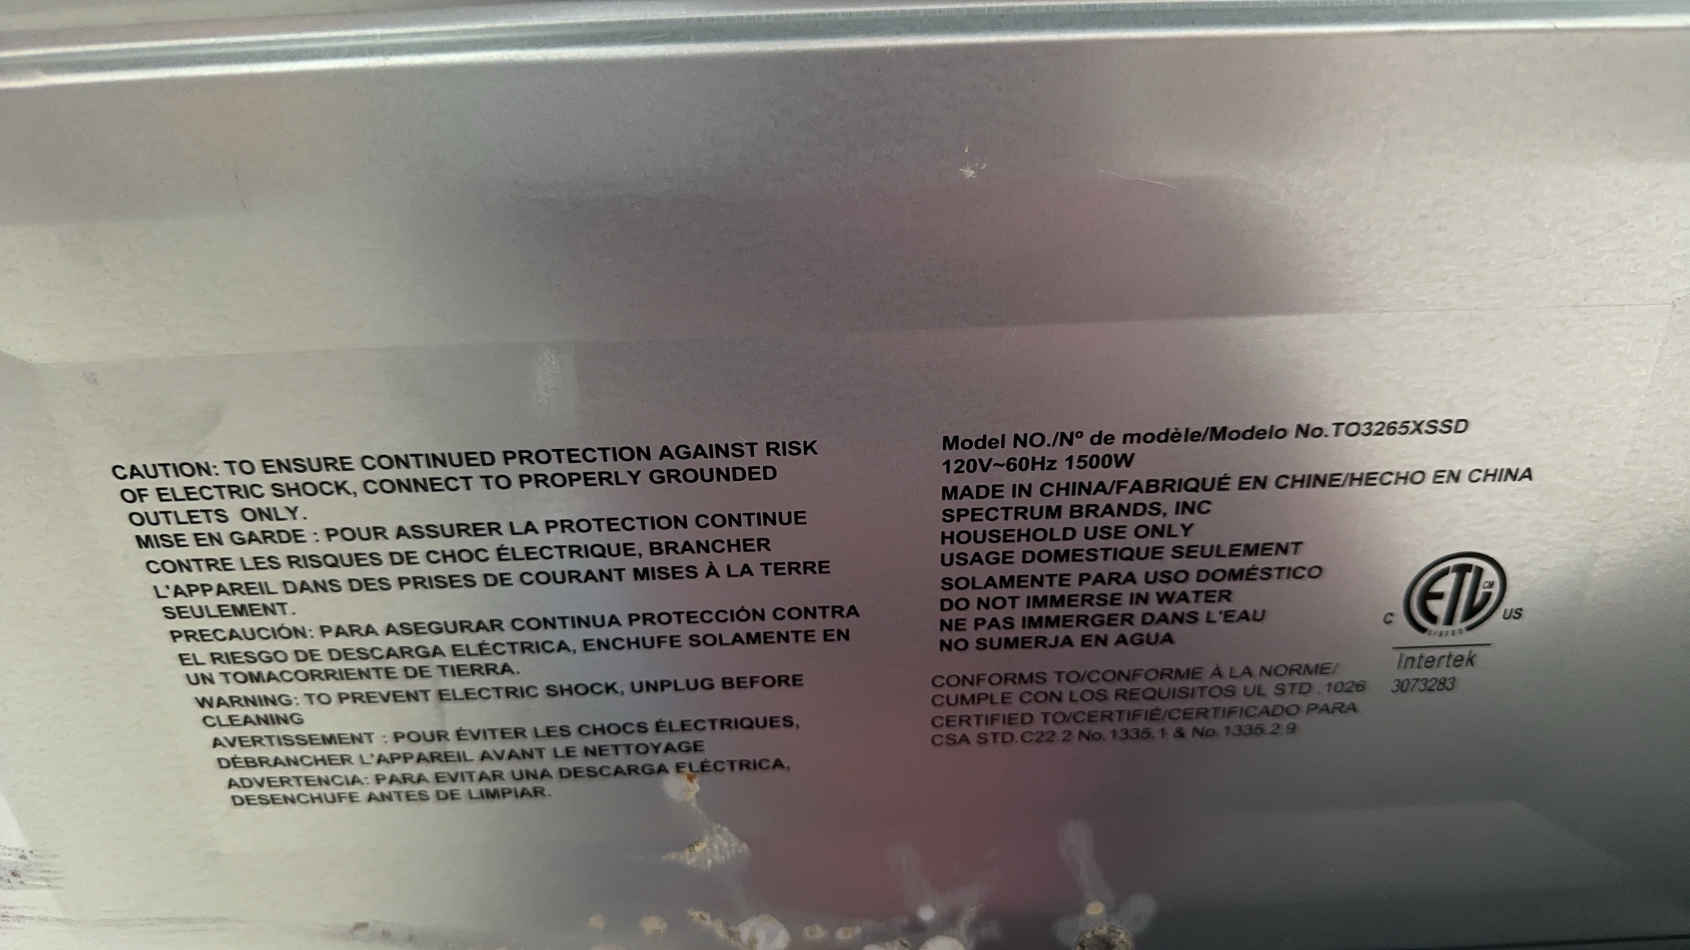 CAUTION: TO ENSURE CONTINUED PROTECTION AGAINST RISK
OF ELECTRIC SHOCK, CONNECT TO PROPERLY GROUNDED
OUTLETS ONLY.
MISE EN GARDE : POUR ASSURER LA PROTECTION CONTINUE
CONTRE LES RISQUES DE CHOC ÉLECTRIQUE, BRANCHER
L'APPAREIL DANS DES PRISES DE COURANT MISES À LA TERRE
SEULEMENT.
PRECAUCIÓN: PARA ASEGURAR CONTINUA PROTECCIÓN CONTRA
EL RIESGO DE DESCARGA ELÉCTRICA, ENCHUFE SOLAMENTE EN
UN TOMACORRIENTE DE TIERRA.
WARNING: TO PREVENT ELECTRIC SHOCK, UNPLUG BEFORE
CLEANING
AVERTISSEMENT : POUR ÉVITER LES CHOCS ÉLECTRIQUES,
DÉBRANCHER L'APPAREIL AVANT LE NETTOYAGE
ADVERTENCIA: PARA EVITAR UNA DESCARGA ELÉCTRICA,
DESENCHUFE ANTES DE LIMPIAR.
Model NO./Nº de modèle/Modelo No.TO3265XSSD
120V~60Hz 1500W
MADE IN CHINA/FABRIQUÉ EN CHINE/HECHO EN CHINA
SPECTRUM BRANDS, INC
HOUSEHOLD USE ONLY
USAGE DOMESTIQUE SEULEMENT
SOLAMENTE PARA USO DOMÉSTICO
DO NOT IMMERSE IN WATER
NE PAS IMMERGER DANS L'EAU
NO SUMERJA EN AGUA
CONFORMS TO/CONFORME À LA NORME/
CUMPLE CON LOS REQUISITOS UL STD .1026
CERTIFIED TO/CERTIFIÉ/CERTIFICADO PARA
CSA STD.C22.2 No.1335.1 & No.1335.2.9
C ETL CM US
LISTED
Intertek
3073283